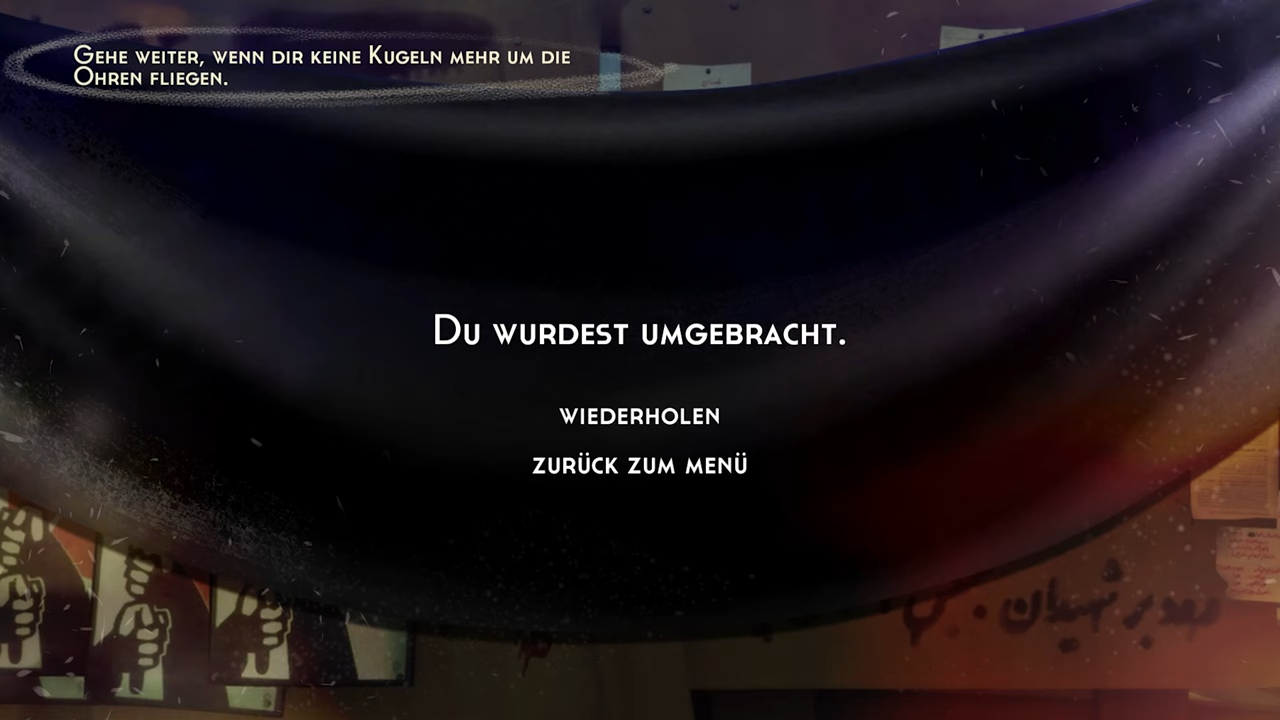 Gehe weiter, wenn dir keine Kugeln mehr um die
Ohren fliegen.
Du wurdest umgebracht.
wiederholen
zurück zum menü